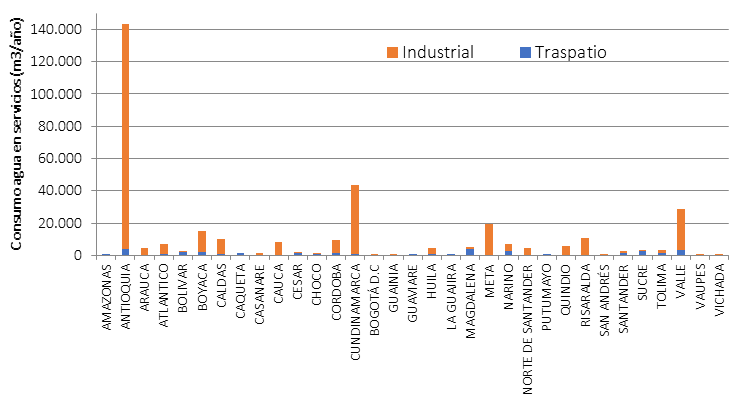 Consumo agua en servicios (m3/año)
140.000
120.000
100.000
80.000
60.000
40.000
20.000
0
Industrial
Traspatio
AMAZONAS
ANTIOQUIA
ARAUCA
ATLANTICO
BOLIVAR
BOYACA
CALDAS
CAQUETA
CASANARE
CAUCA
CESAR
CHOCO
CORDOBA
CUNDINAMARCA
BOGOTÁ D.C
GUAINIA
GUAVIARE
HUILA
LA GUAJIRA
MAGDALENA
META
NARINO
NORTE DE SANTANDER
PUTUMAYO
QUINDIO
RISARALDA
SAN ANDRÉS
SANTANDER
SUCRE
TOLIMA
VALLE
VAUPES
VICHADA